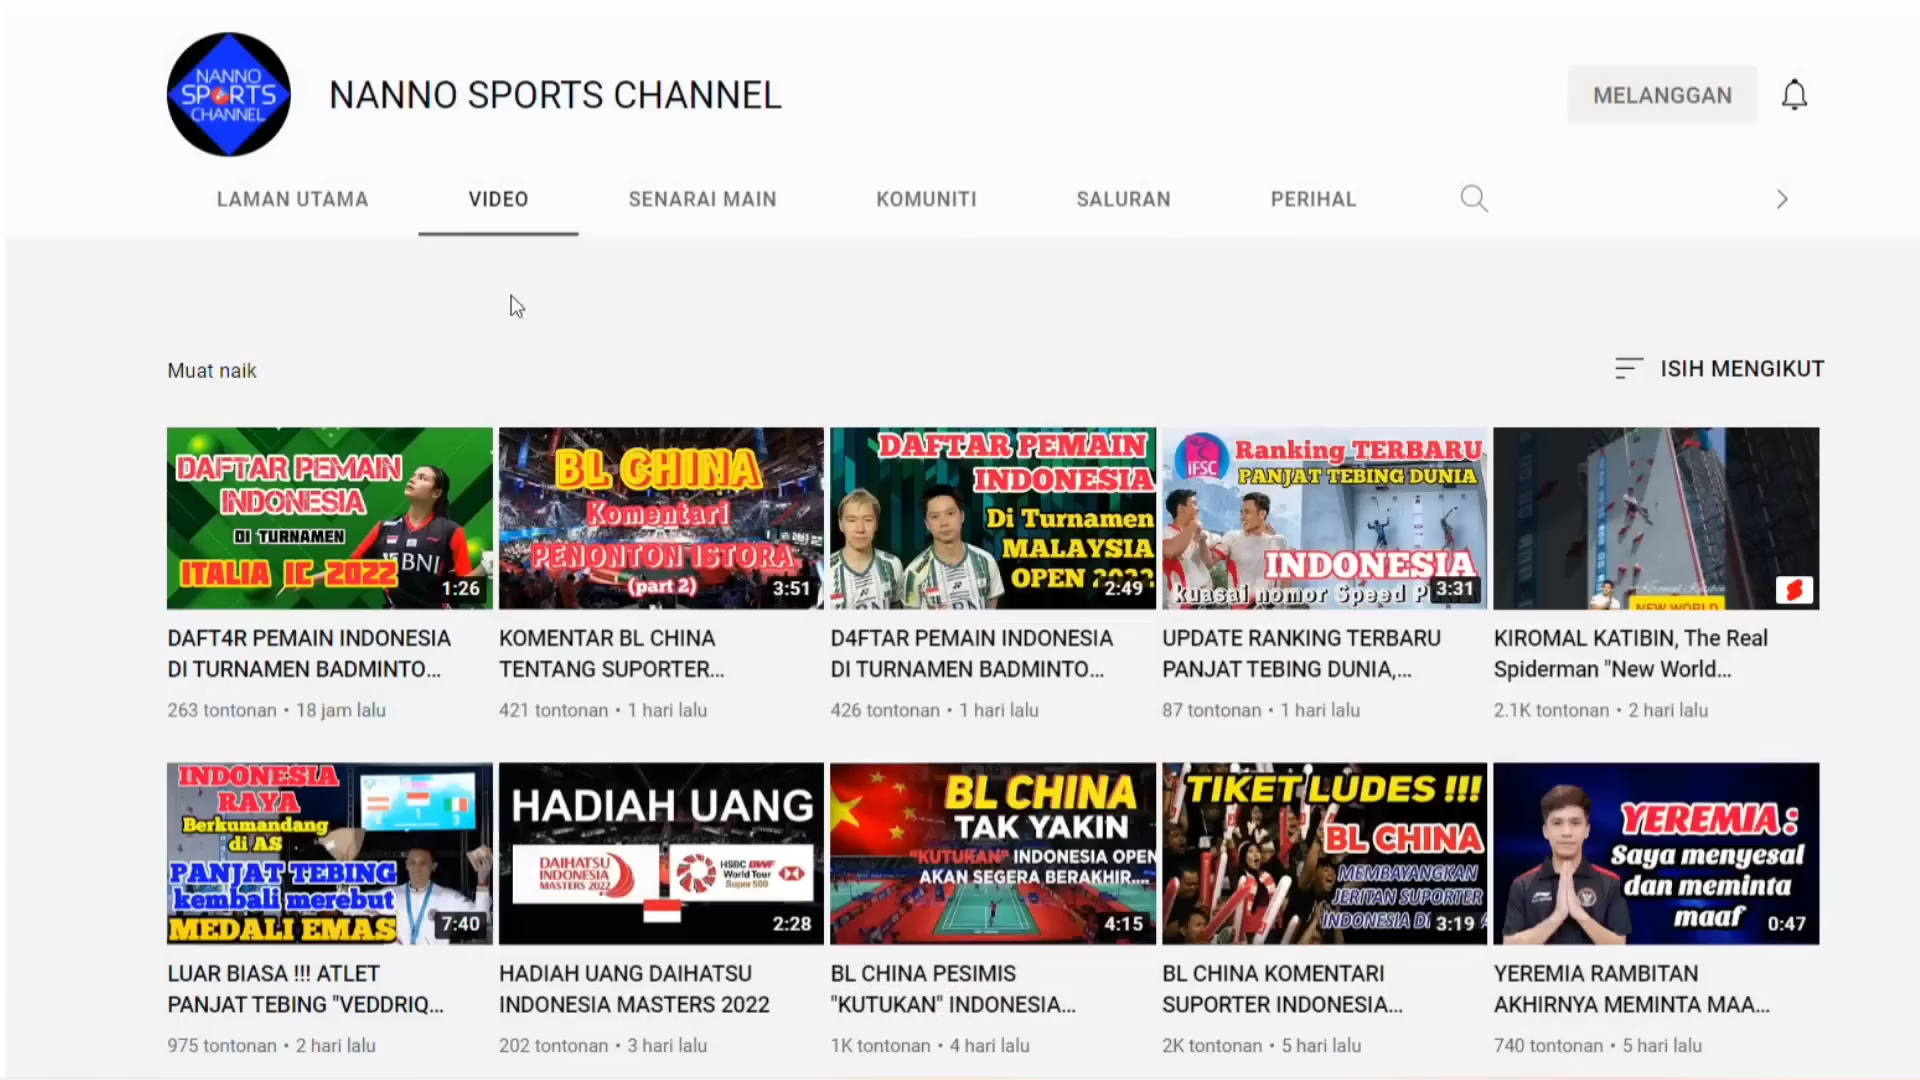 NANNO
SPORTS
CHANNEL
NANNO SPORTS CHANNEL
MELANGGAN
LAMAN UTAMA
VIDEO
SENARAI MAIN
KOMUNITI
SALURAN
PERIHAL
Muat naik
ISIH MENGIKUT
DAFTAR PEMAIN
INDONESIA
DI TURNAMEN
ITALIA IC 2022
BNI
1:26
BL CHINA
Komentari
PENONTON ISTORA
(part 2)
3:51
DAFTAR PEMAIN
INDONESIA
Di Turnamen
MALAYSIA
OPEN 2022
2:49
IFSC
Ranking TERBARU
PANJAT TEBING DUNIA
INDONESIA
kuasai nomor Speed P
3:31
NEW WORLD
DAFT4R PEMAIN INDONESIA
DI TURNAMEN BADMINTO...
263 tontonan • 18 jam lalu
KOMENTAR BL CHINA
TENTANG SUPORTER...
421 tontonan • 1 hari lalu
D4FTAR PEMAIN INDONESIA
DI TURNAMEN BADMINTO...
426 tontonan • 1 hari lalu
UPDATE RANKING TERBARU
PANJAT TEBING DUNIA,...
87 tontonan • 1 hari lalu
KIROMAL KATIBIN, The Real
Spiderman "New World...
2.1K tontonan • 2 hari lalu
INDONESIA
RAYA
Berkumandang
di AS
PANJAT TEBING
kembali merebut
MEDALI EMAS
2 1 3
7:40
HADIAH UANG
DAIHATSU
INDONESIA
MASTERS 2022
HSBC BWF
World Tour
Super 500
2:28
BL CHINA
TAK YAKIN
"KUTUKAN" INDONESIA OPEN
AKAN SEGERA BERAKHIR....
4:15
TIKET LUDES !!!
BL CHINA
MEMBAYANGKAN
JERITAN SUPORTER
INDONESIA DI
3:19
YEREMIA :
Saya menyesal
dan meminta
maaf
0:47
LUAR BIASA !!! ATLET
PANJAT TEBING "VEDDRIQ...
975 tontonan • 2 hari lalu
HADIAH UANG DAIHATSU
INDONESIA MASTERS 2022
202 tontonan • 3 hari lalu
BL CHINA PESIMIS
"KUTUKAN" INDONESIA...
1K tontonan • 4 hari lalu
BL CHINA KOMENTARI
SUPORTER INDONESIA...
2K tontonan • 5 hari lalu
YEREMIA RAMBITAN
AKHIRNYA MEMINTA MAA...
740 tontonan • 5 hari lalu